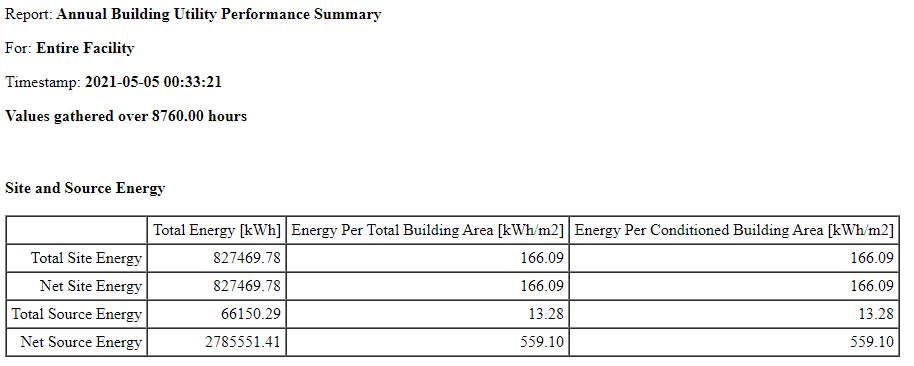 Report: Annual Building Utility Performance Summary
For: Entire Facility
Timestamp: 2021-05-05 00:33:21
Values gathered over 8760.00 hours
Site and Source Energy
Total Energy [kWh] Energy Per Total Building Area [kWh/m2] Energy Per Conditioned Building Area [kWh/m2]
Total Site Energy 827469.78 166.09 166.09
Net Site Energy 827469.78 166.09 166.09
Total Source Energy 66150.29 13.28 13.28
Net Source Energy 2785551.41 559.10 559.10